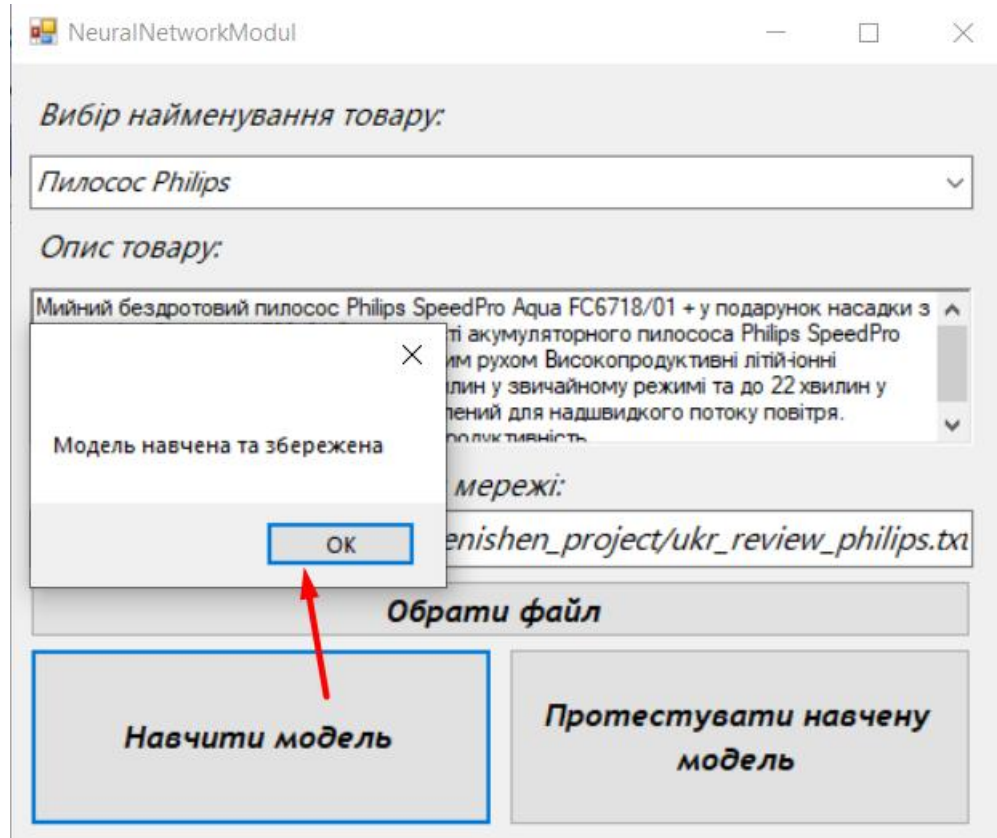 NeuralNetworkModul
Вибір найменування товару:
Пилосос Philips
Опис товару:
Мийний бездротовий пилосос Philips SpeedPro Aqua FC6718/01 + у подарунок насадки з
ті акумуляторного пилососа Philips SpeedPro
им рухом Високопродуктивні літій-іонні
илин у звичайному режимі та до 22 хвилин у
лений для надшвидкого потоку повітря.
Модель навчена та збережена
OK
мережі:
enishen_project/ukr_review_philips.txt
Обрати файл
Навчити модель
Протестувати навчену
модель